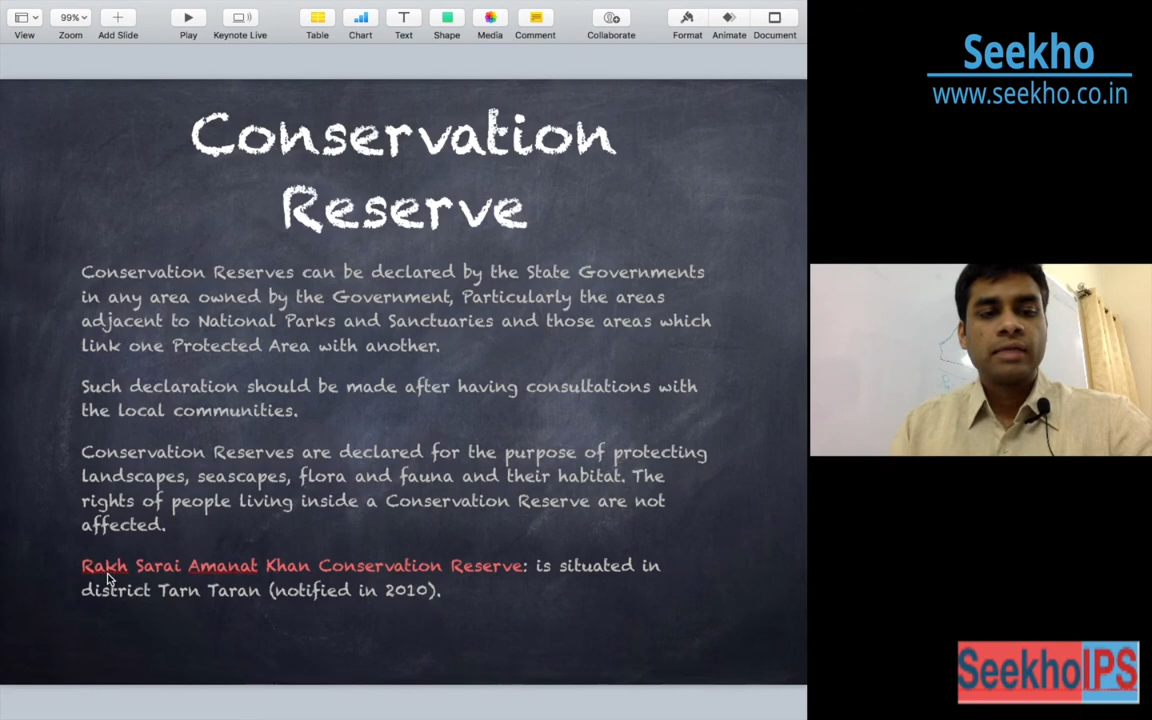 View
99%
Zoom
Add Slide
Play
Keynote Live
Table
Chart
Text
Shape
Media
Comment
Collaborate
Format
Animate
Document
Seekho
www.seekho.co.in
Conservation
Reserve
Conservation Reserves can be declared by the State Governments
in any area owned by the Government, Particularly the areas
adjacent to National Parks and Sanctuaries and those areas which
link one Protected Area with another.
Such declaration should be made after having consultations with
the local communities.
Conservation Reserves are declared for the purpose of protecting
landscapes, seascapes, flora and fauna and their habitat. The
rights of people living inside a Conservation Reserve are not
affected.
Rakh Sarai Amanat Khan Conservation Reserve: is situated in
district Tarn Taran (notified in 2010).
SeekhoIPS